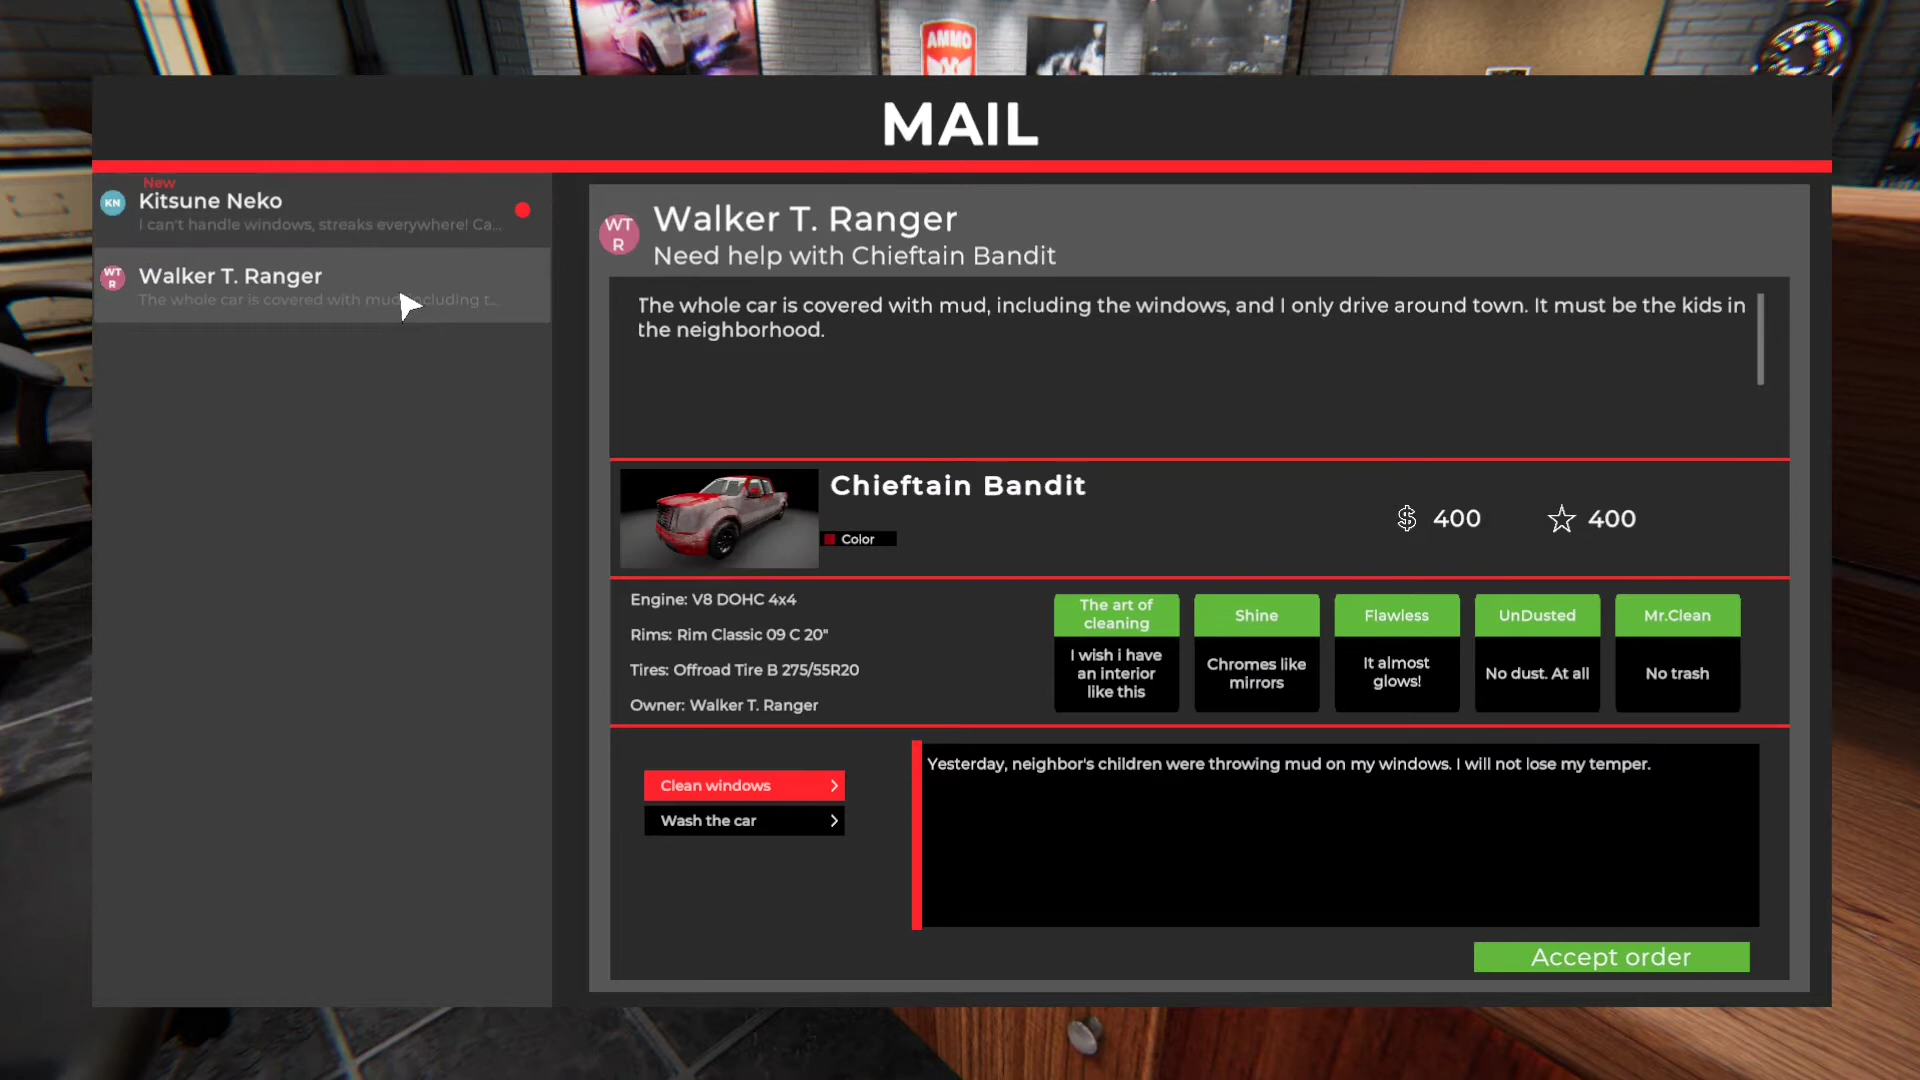 AMMO
MAIL
New
KN
Kitsune Neko
I can't handle windows, streaks everywhere! Ca...
WT
R
Walker T. Ranger
The whole car is covered with mud, including t...
WT
R
Walker T. Ranger
Need help with Chieftain Bandit
The whole car is covered with mud, including the windows, and I only drive around town. It must be the kids in
the neighborhood.
Chieftain Bandit
Color
$ 400
400
Engine: V8 DOHC 4x4
Rims: Rim Classic 09 C 20"
Tires: Offroad Tire B 275/55R20
Owner: Walker T. Ranger
The art of
cleaning
I wish i have
an interior
like this
Shine
Chromes like
mirrors
Flawless
It almost
glows!
UnDusted
No dust. At all
Mr.Clean
No trash
Clean windows
Wash the car
Yesterday, neighbor's children were throwing mud on my windows. I will not lose my temper.
Accept order